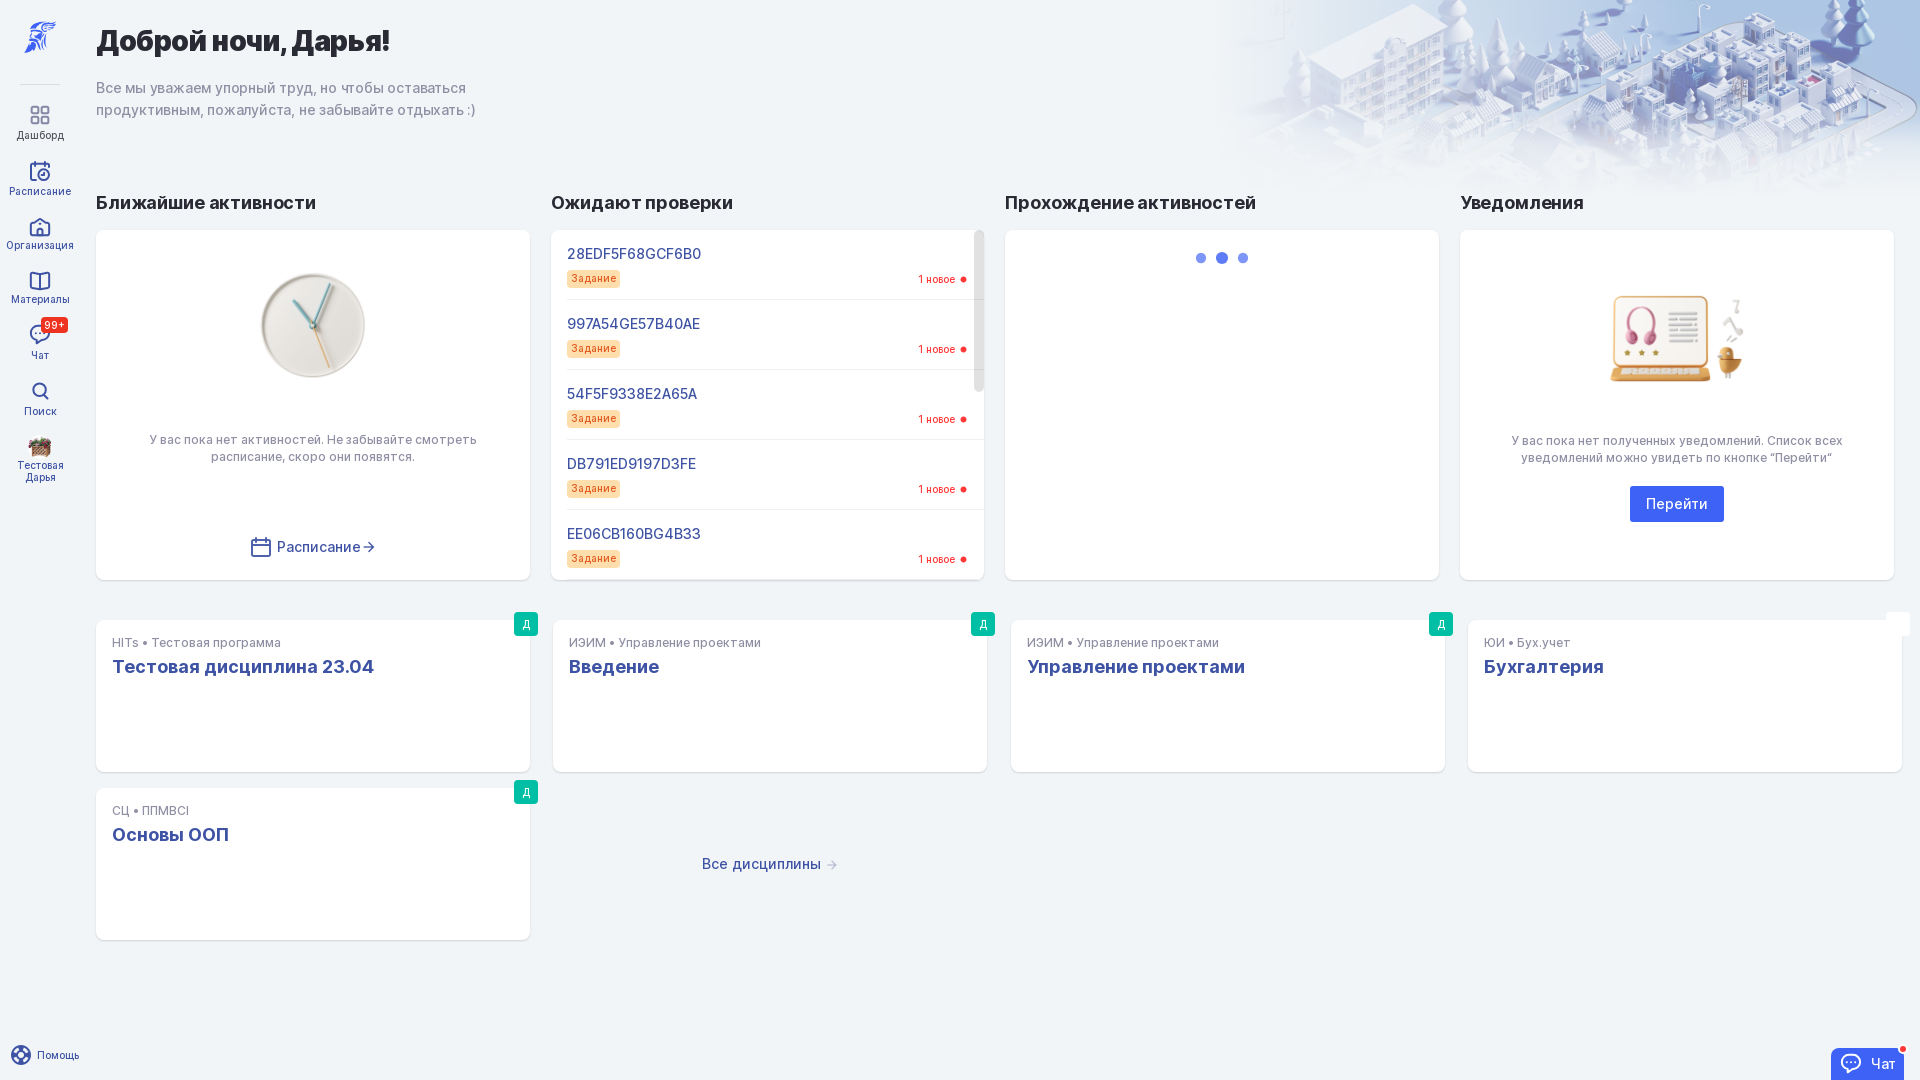 Доброй ночи, Дарья!
Все мы уважаем упорный труд, но чтобы оставаться
продуктивным, пожалуйста, не забывайте отдыхать :)
Дашборд
Расписание
Организация
Материалы
99+
Чат
Поиск
Тестовая
Дарья
Помощь
Ближайшие активности
У вас пока нет активностей. Не забывайте смотреть
расписание, скоро они появятся.
Расписание
Ожидают проверки
28EDF5F68GCF6B0
Задание
1 новое
997A54GE57B40AE
Задание
1 новое
54F5F9338E2A65A
Задание
1 новое
DB791ED9197D3FE
Задание
1 новое
EE06CB160BG4B33
Задание
1 новое
Прохождение активностей
Уведомления
У вас пока нет полученных уведомлений. Список всех
уведомлений можно увидеть по кнопке “Перейти”
Перейти
Д
HITs • Тестовая программа
Тестовая дисциплина 23.04
Д
ИЭИМ • Управление проектами
Введение
Д
ИЭИМ • Управление проектами
Управление проектами
ЮИ • Бух.учет
Бухгалтерия
Д
СЦ • ППМВСІ
Основы ООП
Все дисциплины
Чат